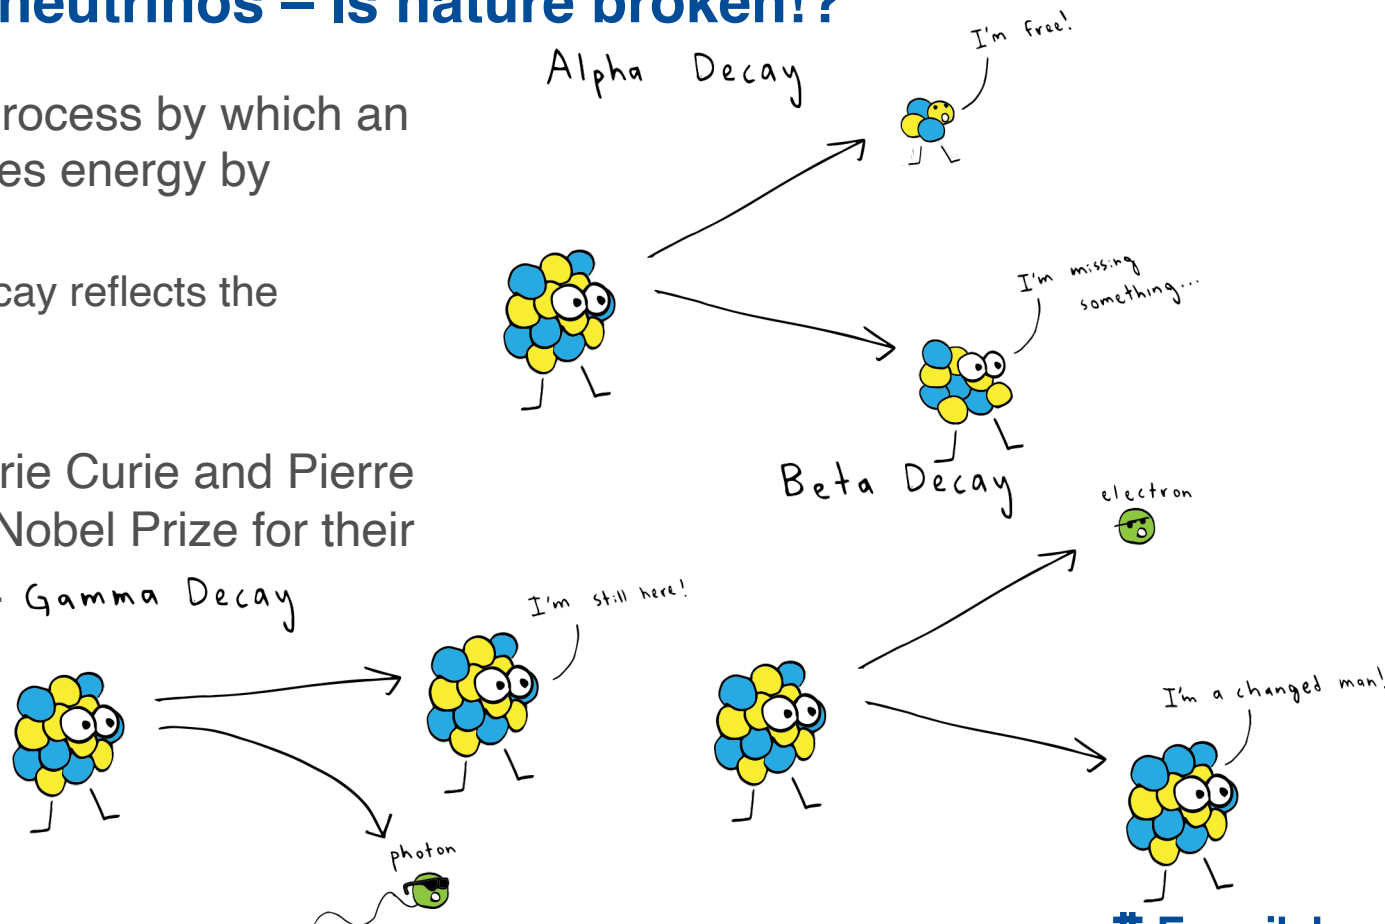 neutrinos – Is nature broken!?
Alpha Decay
I'm free!
rocess by which an
es energy by
cay reflects the
I'm missing
something...
rie Curie and Pierre
Nobel Prize for their
Beta Decay
electron
Gamma Decay
I'm still here!
I'm a changed man!
photon